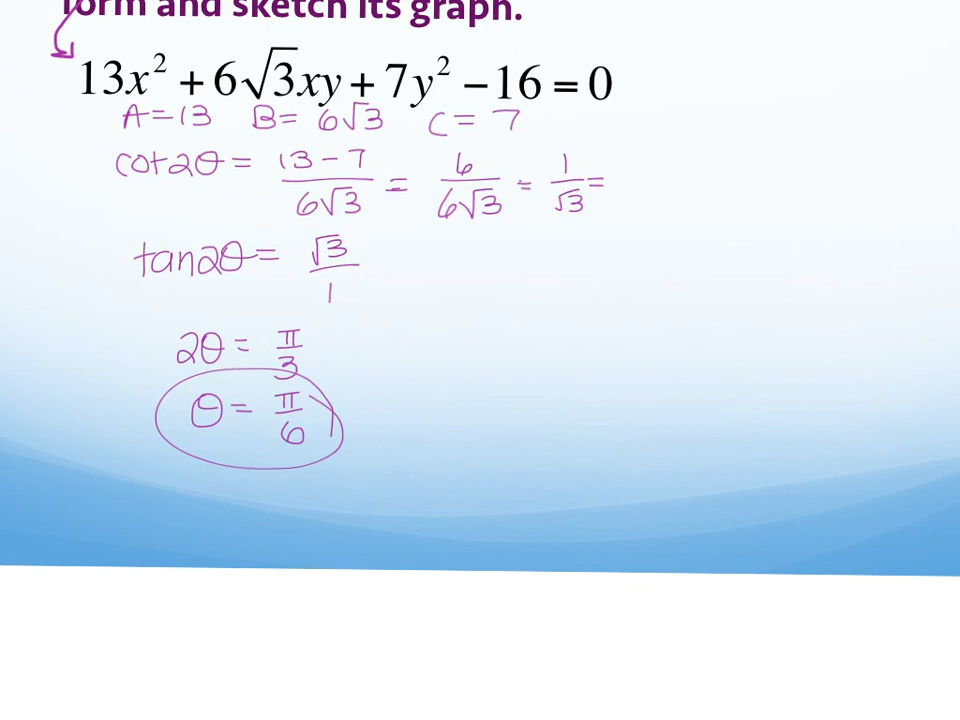 form and sketch its graph.
13x² + 6√3xy + 7y² − 16 = 0
A=13 B= 6√3 C= 7
cot2θ = 13-7/6√3 = 6/6√3 = 1/√3 =
tan2θ = √3/1
2θ = π/3
θ = π/6